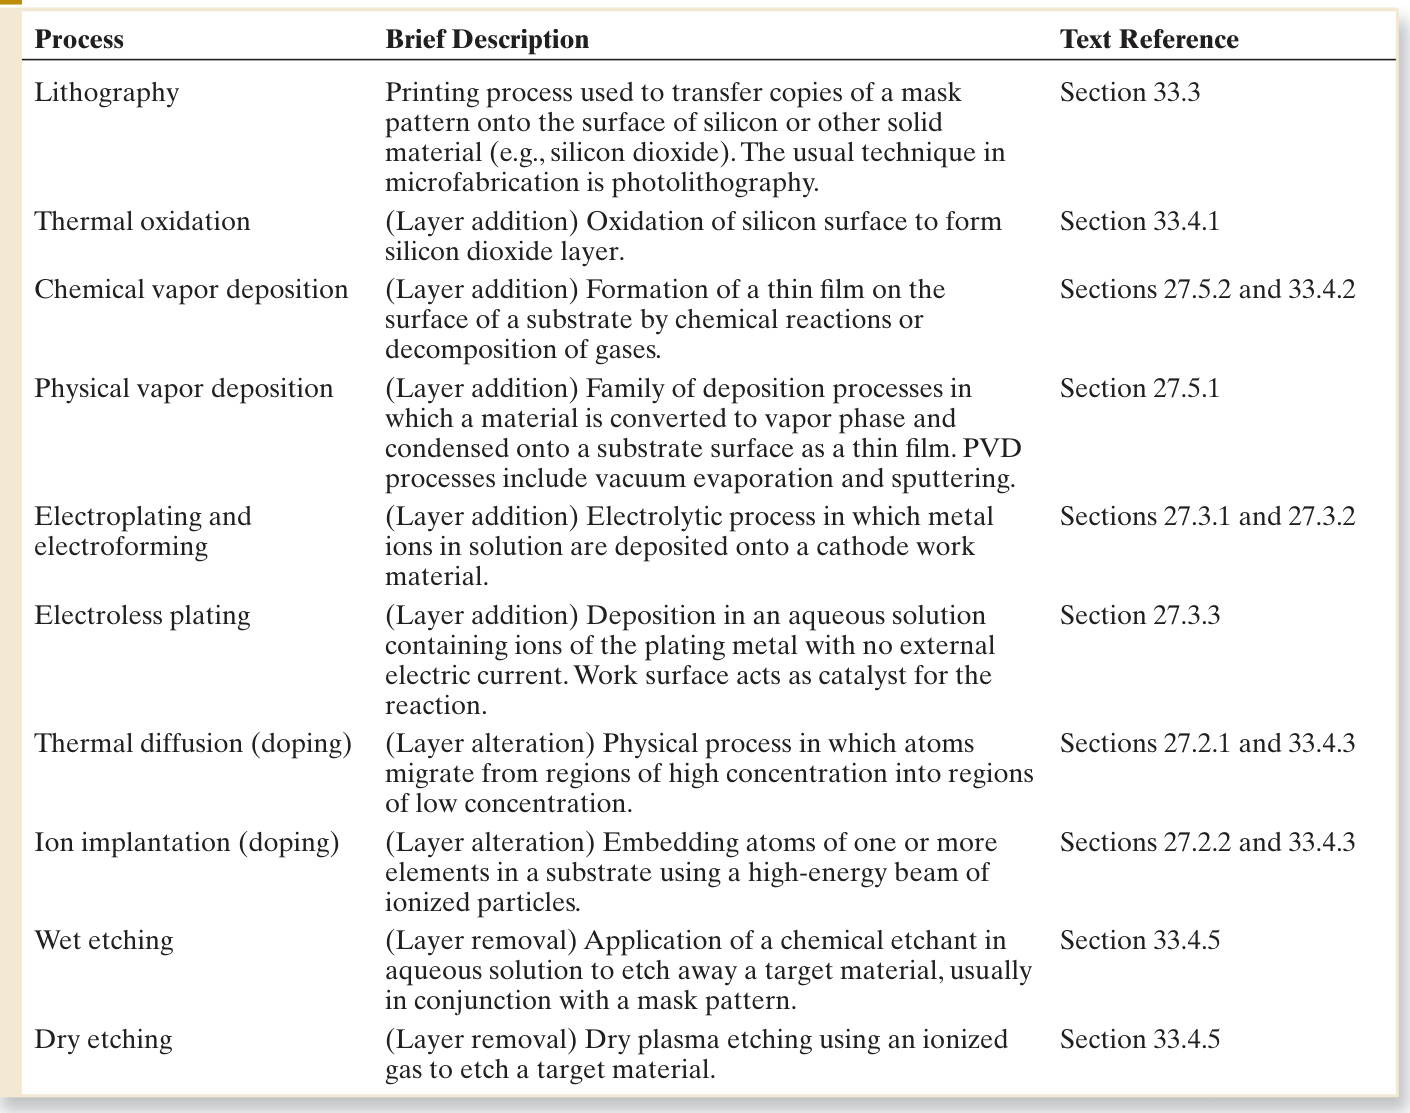 Process Brief Description Text Reference
Lithography Printing process used to transfer copies of a mask Section 33.3
pattern onto the surface of silicon or other solid
material (e.g., silicon dioxide). The usual technique in
microfabrication is photolithography.
Thermal oxidation (Layer addition) Oxidation of silicon surface to form Section 33.4.1
silicon dioxide layer.
Chemical vapor deposition (Layer addition) Formation of a thin film on the Sections 27.5.2 and 33.4.2
surface of a substrate by chemical reactions or
decomposition of gases.
Physical vapor deposition (Layer addition) Family of deposition processes in Section 27.5.1
which a material is converted to vapor phase and
condensed onto a substrate surface as a thin film. PVD
processes include vacuum evaporation and sputtering.
Electroplating and (Layer addition) Electrolytic process in which metal Sections 27.3.1 and 27.3.2
electroforming ions in solution are deposited onto a cathode work
material.
Electroless plating (Layer addition) Deposition in an aqueous solution Section 27.3.3
containing ions of the plating metal with no external
electric current. Work surface acts as catalyst for the
reaction.
Thermal diffusion (doping) (Layer alteration) Physical process in which atoms Sections 27.2.1 and 33.4.3
migrate from regions of high concentration into regions
of low concentration.
Ion implantation (doping) (Layer alteration) Embedding atoms of one or more Sections 27.2.2 and 33.4.3
elements in a substrate using a high-energy beam of
ionized particles.
Wet etching (Layer removal) Application of a chemical etchant in Section 33.4.5
aqueous solution to etch away a target material, usually
in conjunction with a mask pattern.
Dry etching (Layer removal) Dry plasma etching using an ionized Section 33.4.5
gas to etch a target material.